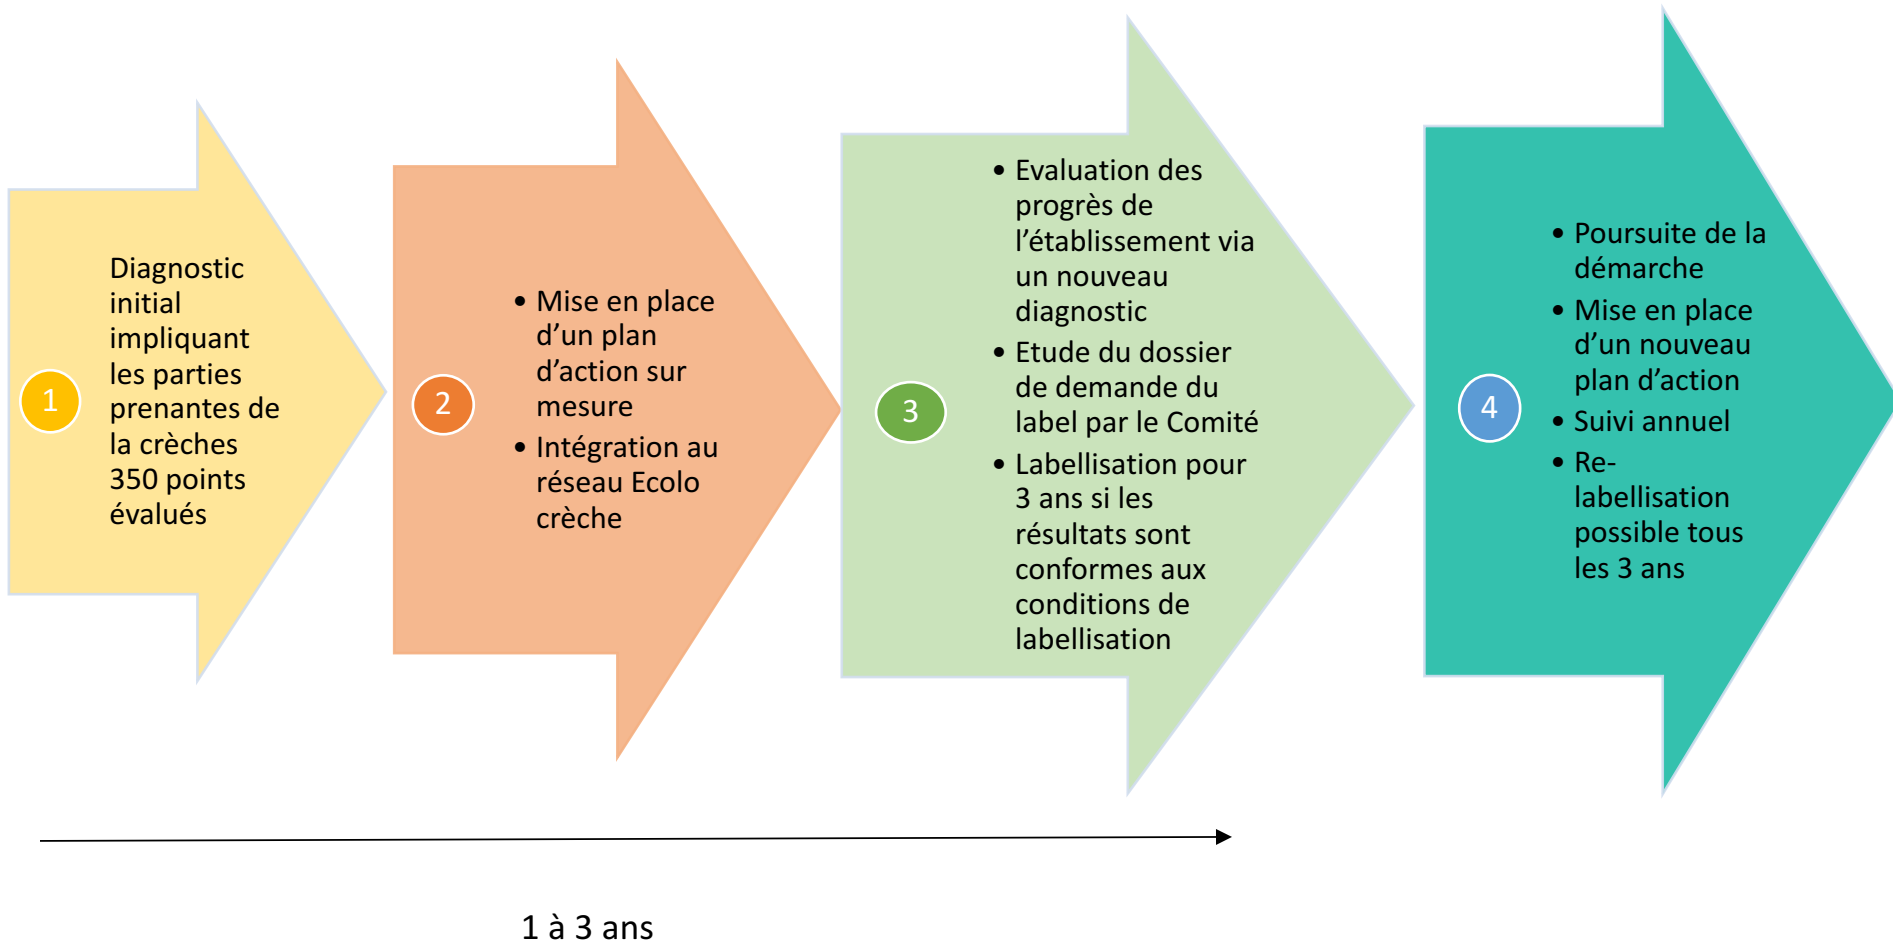 1
Diagnostic
initial
impliquant
les parties
prenantes de
la crèches
350 points
évalués
2
• Mise en place
d’un plan
d’action sur
mesure
• Intégration au
réseau Ecolo
crèche
3
• Evaluation des
progrès de
l’établissement via
un nouveau
diagnostic
• Etude du dossier
de demande du
label par le Comité
• Labellisation pour
3 ans si les
résultats sont
conformes aux
conditions de
labellisation
4
• Poursuite de la
démarche
• Mise en place
d’un nouveau
plan d’action
• Suivi annuel
• Re-
labellisation
possible tous
les 3 ans
1 à 3 ans